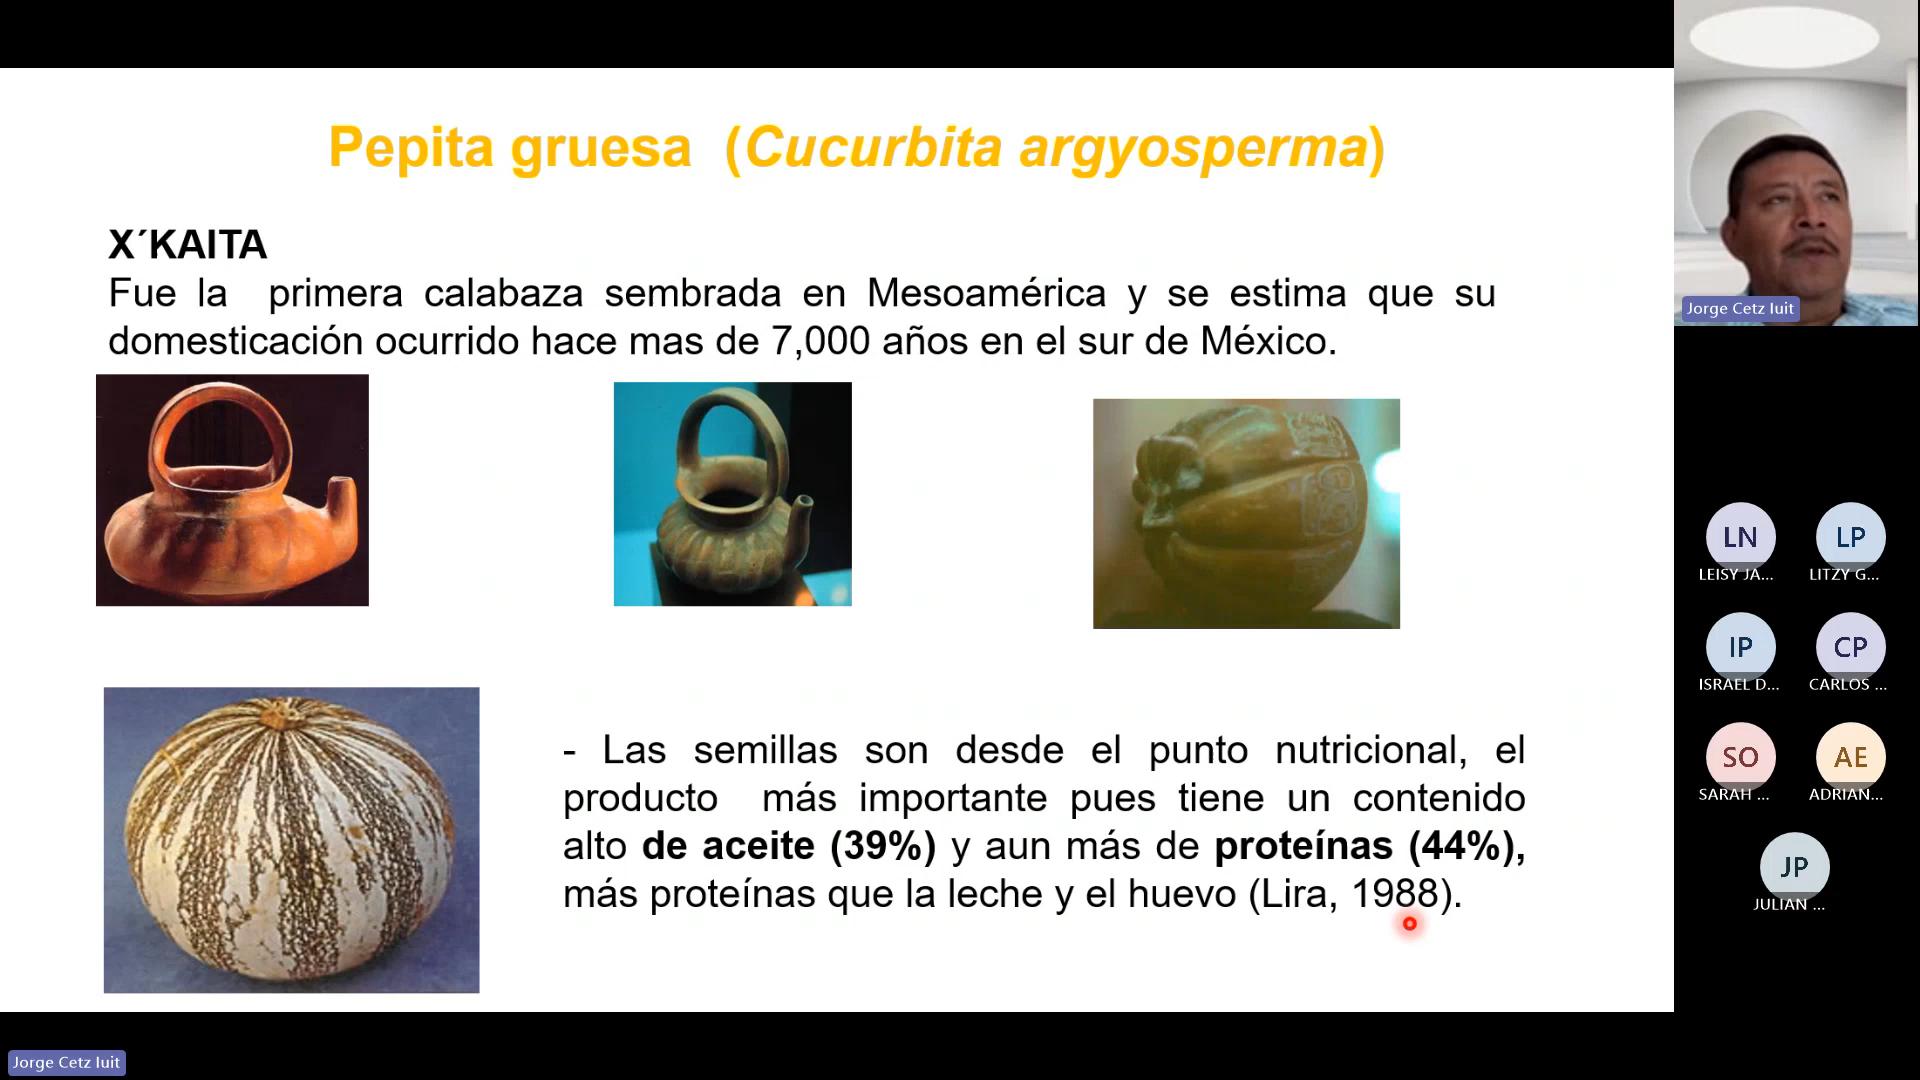 Pepita gruesa (Cucurbita argyosperma)
X´KAITA
Fue la primera calabaza sembrada en Mesoamérica y se estima que su
domesticación ocurrido hace mas de 7,000 años en el sur de México.
- Las semillas son desde el punto nutricional, el
producto más importante pues tiene un contenido
alto de aceite (39%) y aun más de proteínas (44%),
más proteínas que la leche y el huevo (Lira, 1988).
Jorge Cetz Iuit
LN
LEISY JA...
LP
LITZY G...
IP
ISRAEL D...
CP
CARLOS ...
SO
SARAH ...
AE
ADRIAN...
JP
JULIAN ...
Jorge Cetz Iuit